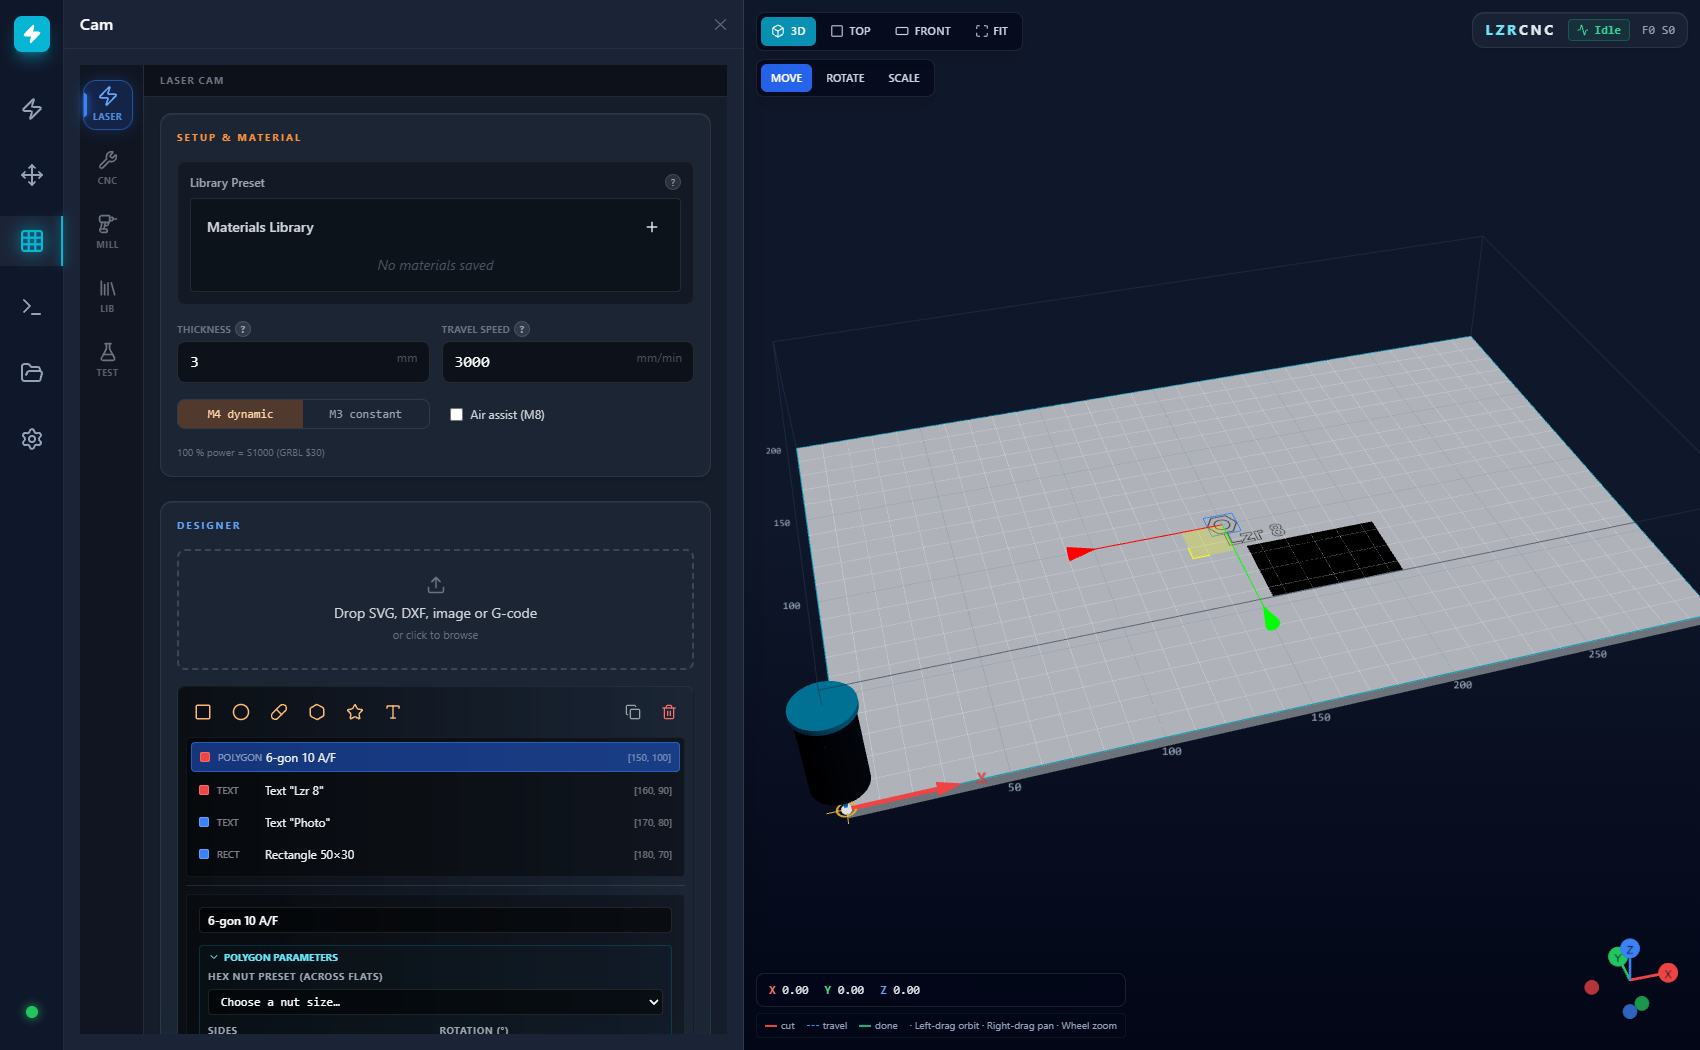 Cam
3D
TOP
FRONT
FIT
LZRCNC
Idle
F0 S0
MOVE
ROTATE
SCALE
LASER
CNC
MILL
LIB
TEST
LASER CAM
SETUP & MATERIAL
Library Preset
?
Materials Library
+
No materials saved
THICKNESS ?
TRAVEL SPEED ?
3 mm
3000 mm/min
M4 dynamic
M3 constant
Air assist (M8)
100 % power = S1000 (GRBL $30)
DESIGNER
Drop SVG, DXF, image or G-code
or click to browse
POLYGON 6-gon 10 A/F [150, 100]
TEXT Text "Lzr 8" [160, 90]
TEXT Text "Photo" [170, 80]
RECT Rectangle 50×30 [180, 70]
6-gon 10 A/F
POLYGON PARAMETERS
HEX NUT PRESET (ACROSS FLATS)
Choose a nut size…
SIDES
ROTATION (°)
200
150
100
Lzr 8
X
50
100
150
200
250
X 0.00 Y 0.00 Z 0.00
cut --- travel done · Left-drag orbit · Right-drag pan · Wheel zoom
Z
Y
X